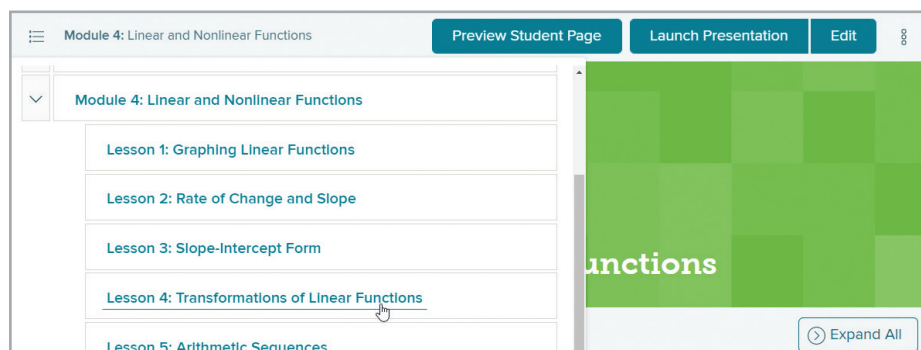 Module 4: Linear and Nonlinear Functions
Preview Student Page
Launch Presentation
Edit
Module 4: Linear and Nonlinear Functions
Lesson 1: Graphing Linear Functions
Lesson 2: Rate of Change and Slope
Lesson 3: Slope-Intercept Form
Lesson 4: Transformations of Linear Functions
Lesson 5: Arithmetic Sequences
unctions
Expand All